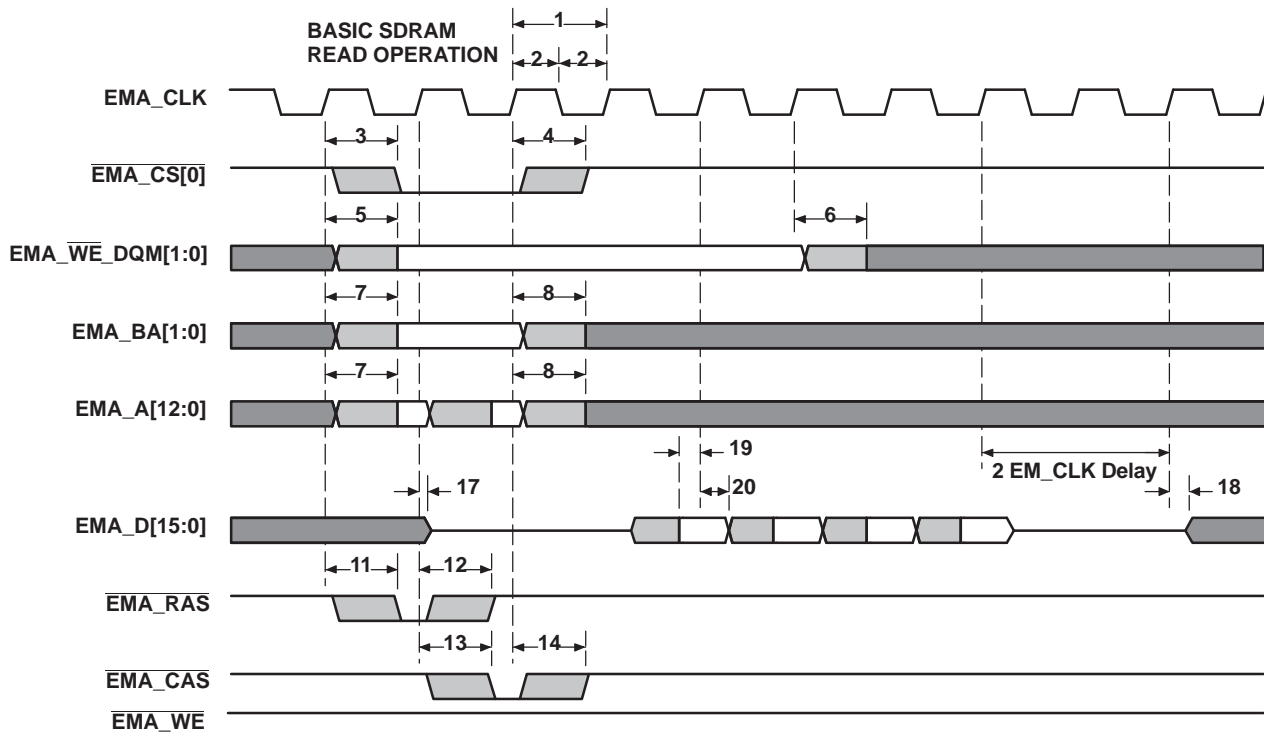 BASIC SDRAM
READ OPERATION
1
2 2
EMA_CLK
3 4
EMA_CS[0]
5 6
EMA_WE_DQM[1:0]
7 8
EMA_BA[1:0]
7 8
EMA_A[12:0]
19
2 EM_CLK Delay
17 20 18
EMA_D[15:0]
11 12
EMA_RAS
13 14
EMA_CAS
EMA_WE